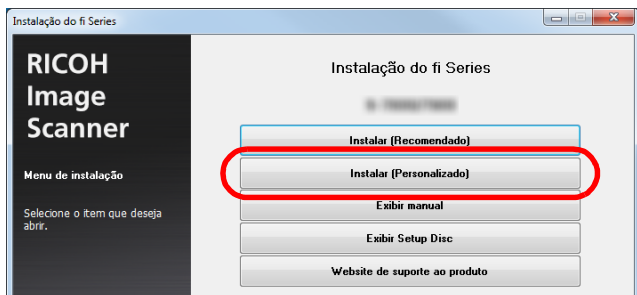 Instalação do fi Series
RICOH
Image
Scanner
Menu de instalação
Selecione o item que deseja
abrir.
Instalação do fi Series
Instalar (Recomendado)
Instalar (Personalizado)
Exibir manual
Exibir Setup Disc
Website de suporte ao produto